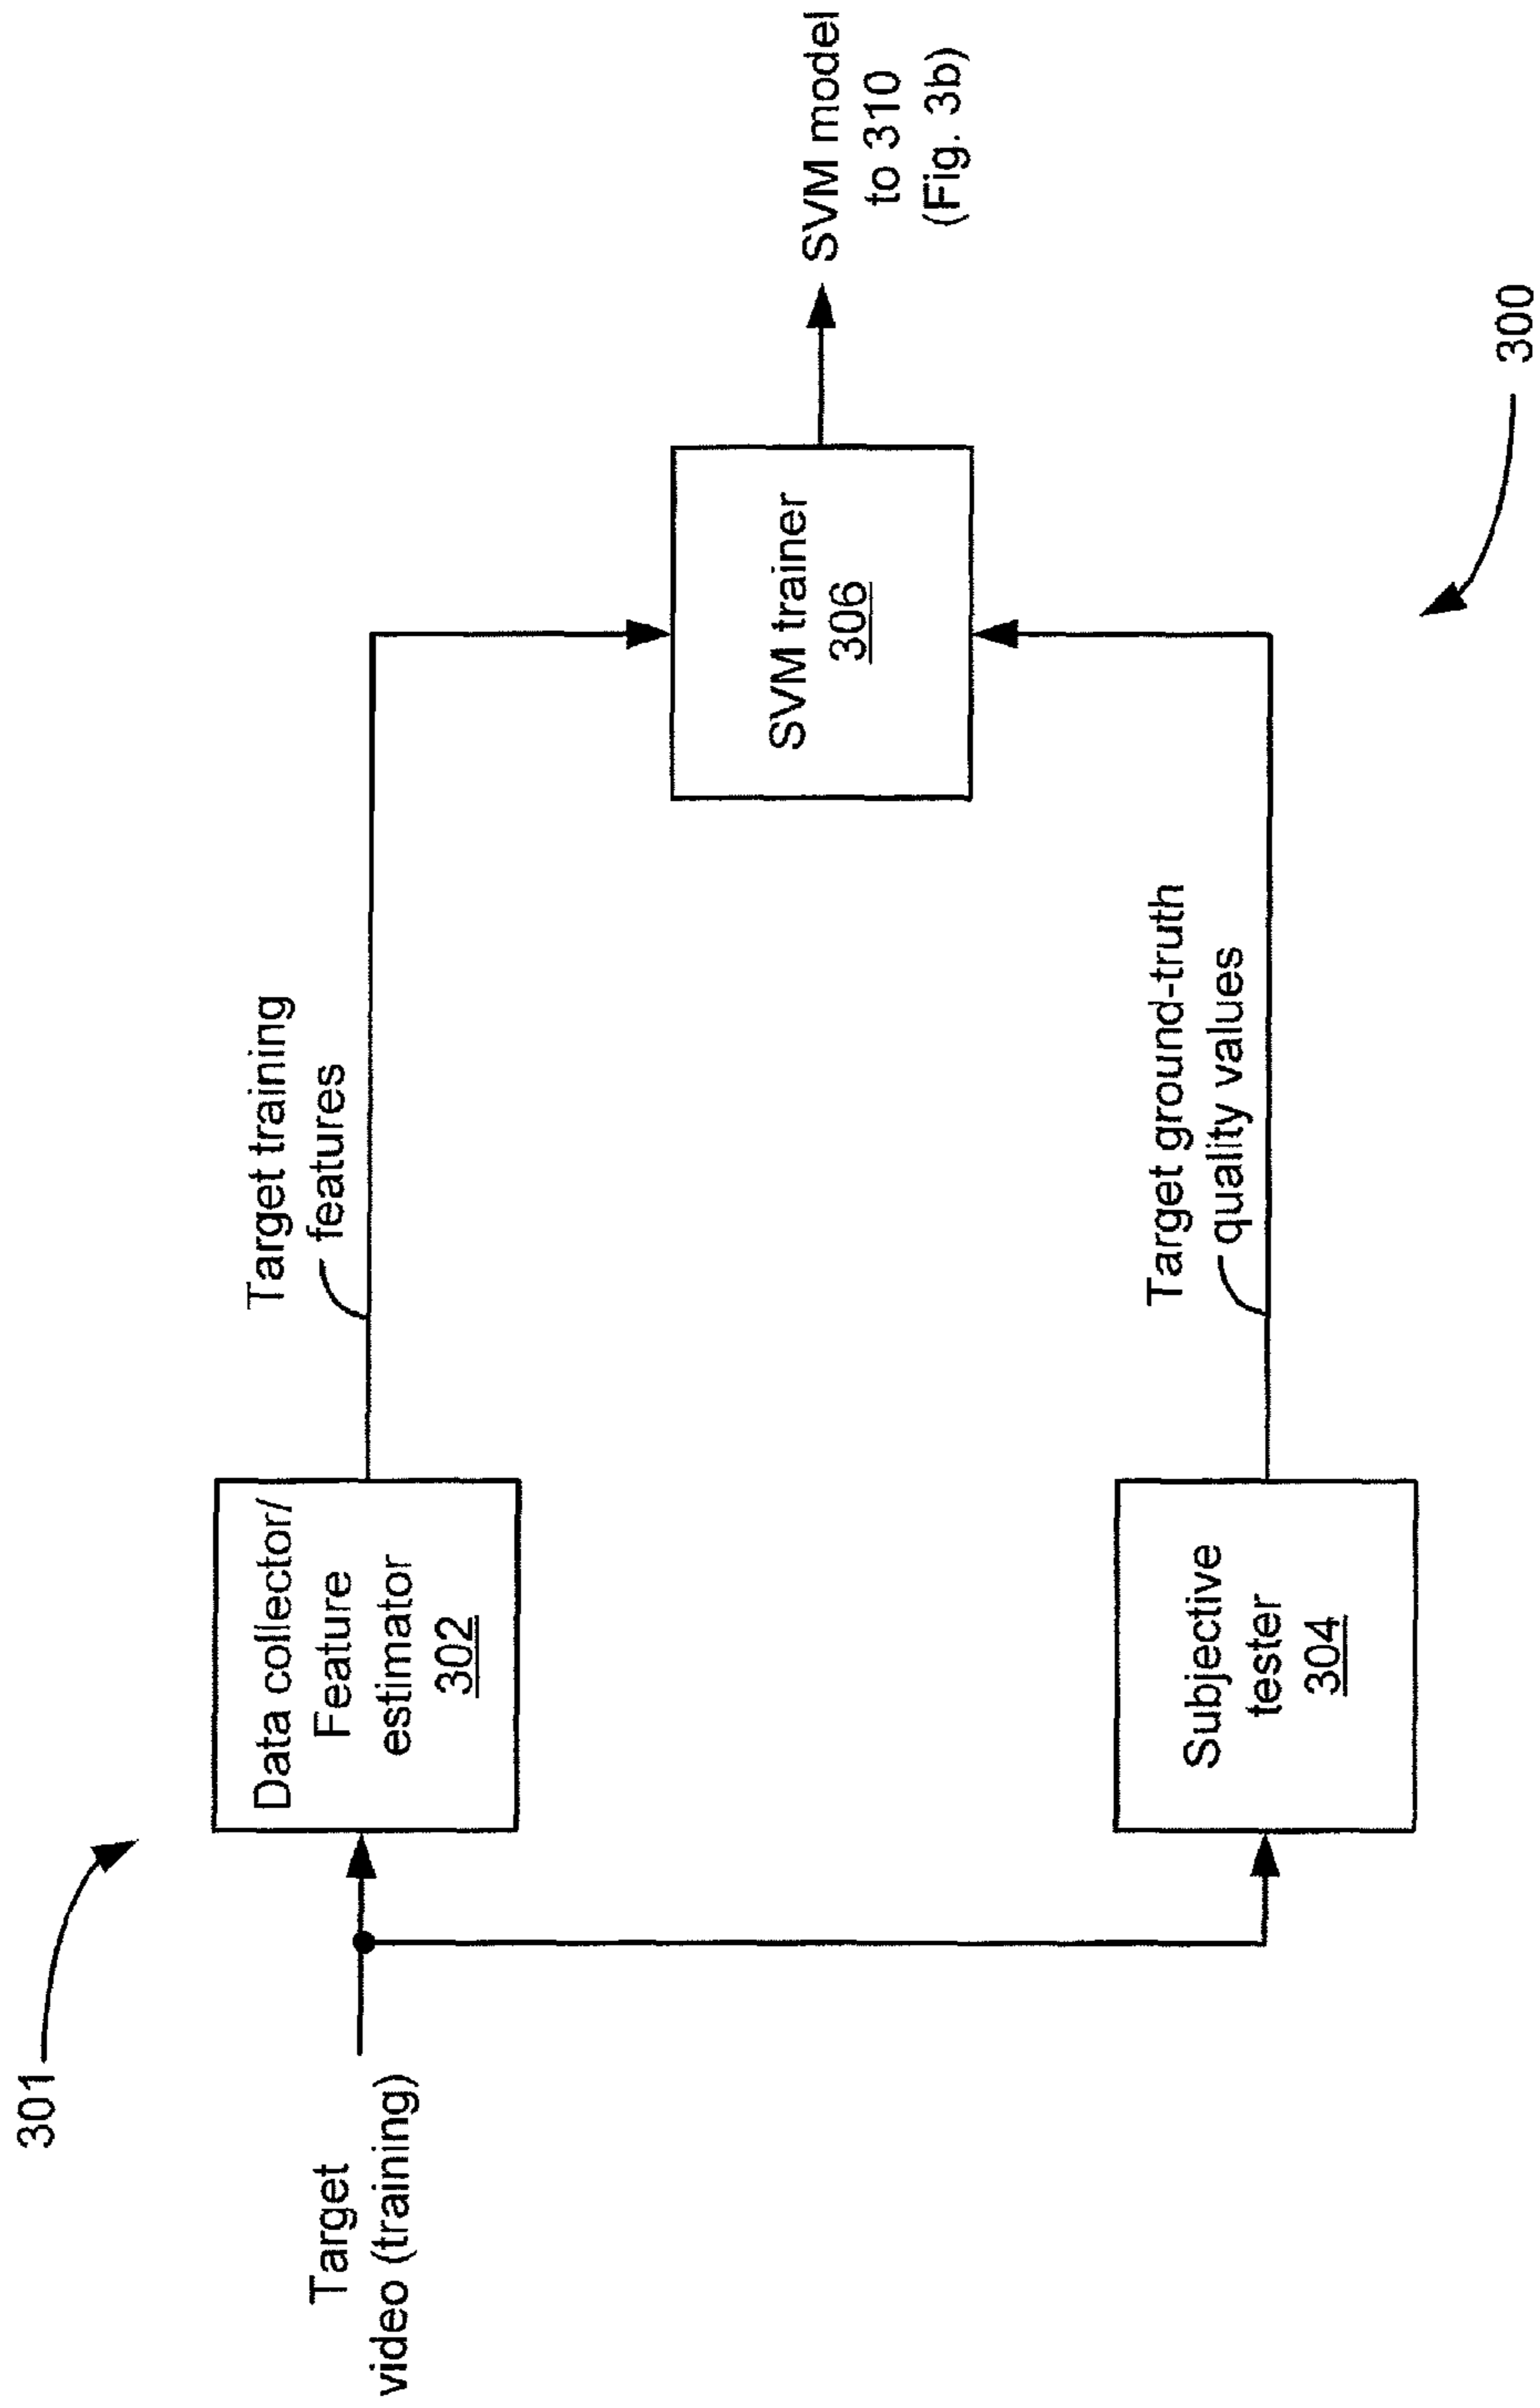 301
Target
video (training)
Data collector/
Feature
estimator
302
Target training
features
Subjective
tester
304
Target ground-truth
quality values
SVM trainer
306
SVM model
to 310
(Fig. 3b)
300